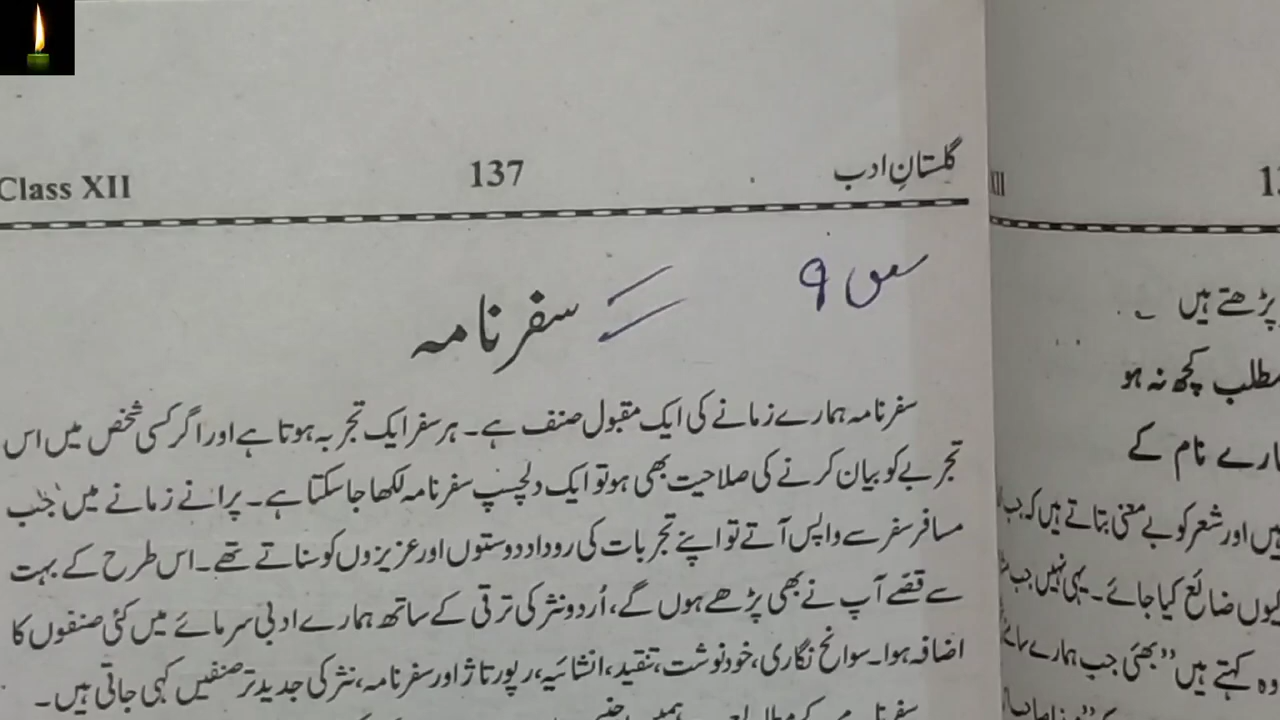 گلستانِ ادب 137 Class XII
س 9
سفرنامہ
سفرنامہ ہمارے زمانے کی ایک مقبول صنف ہے۔ ہر سفر ایک تجربہ ہوتا ہے اور اگر کسی شخص میں اس
تجربے کو بیان کرنے کی صلاحیت بھی ہو تو ایک دلچسپ سفرنامہ لکھا جا سکتا ہے۔ پرانے زمانے میں جب
مسافر سفر سے واپس آتے تو اپنے تجربات کی روداد دوستوں اور عزیزوں کو سناتے تھے۔ اس طرح کے بہت
سے قصّے آپ نے بھی پڑھے ہوں گے، اُردو نثر کی ترقی کے ساتھ ہمارے ادبی سرمائے میں کئی صنفوں کا
اضافہ ہوا۔ سوانح نگاری، خودنوشت، تنقید، انشائیہ، رپورتاژ اور سفرنامہ، نثر کی جدید تر صنفیں کہی جاتی ہیں۔
XII
پڑھتے ہیں
مطلب کچھ نہ ہو
ہمارے نام کے
ہیں اور شعر کو بے معنی بتاتے ہیں کہ جب
کیوں ضائع کیا جائے۔ یہی نہیں جب
وہ کہتے ہیں ”بھئی جب ہمارے سامنے